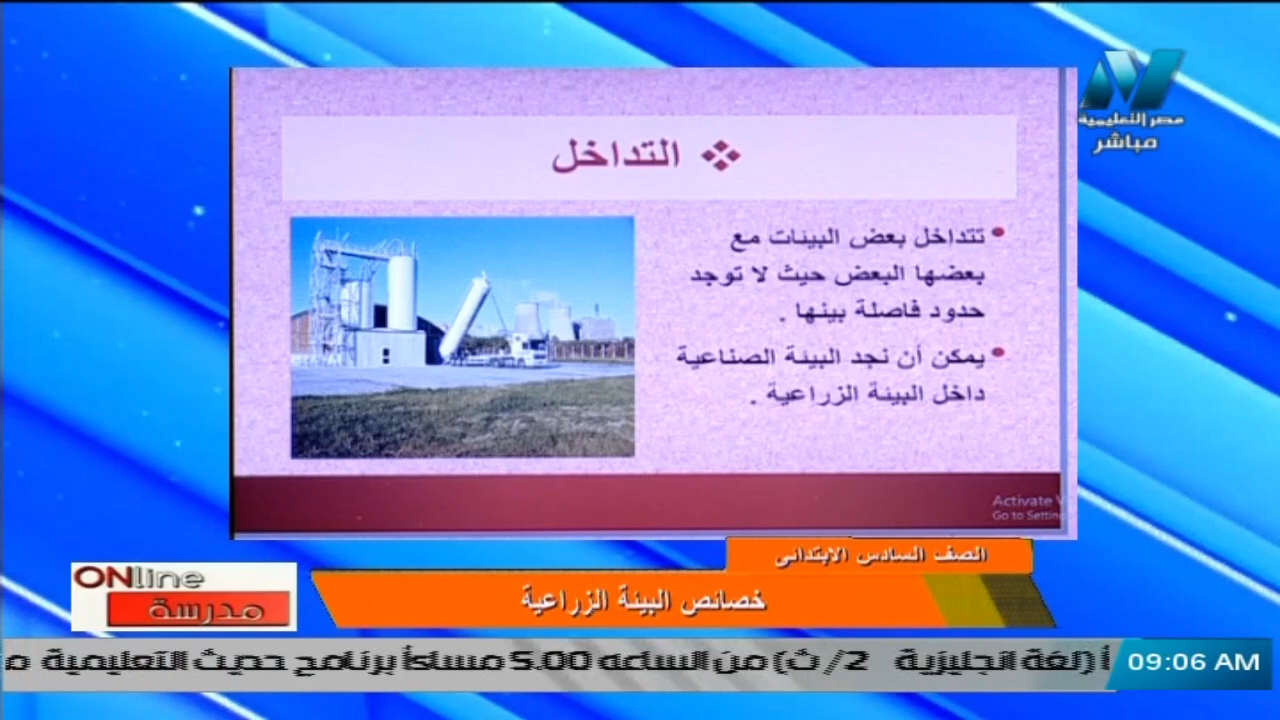 مصر التعليمية
مباشر
❖ التداخل
• تتداخل بعض البيئات مع
بعضها البعض حيث لا توجد
حدود فاصلة بينها .
• يمكن أن نجد البيئة الصناعية
داخل البيئة الزراعية .
Activate
Go to Settin
الصف السادس الابتدائى
خصائص البيئة الزراعية
ONline
مدرسة
أ (لغة انجليزية 2/ ث) من الساعه 5.00 مساءاً برنامج حديث التعليمية
09:06 AM